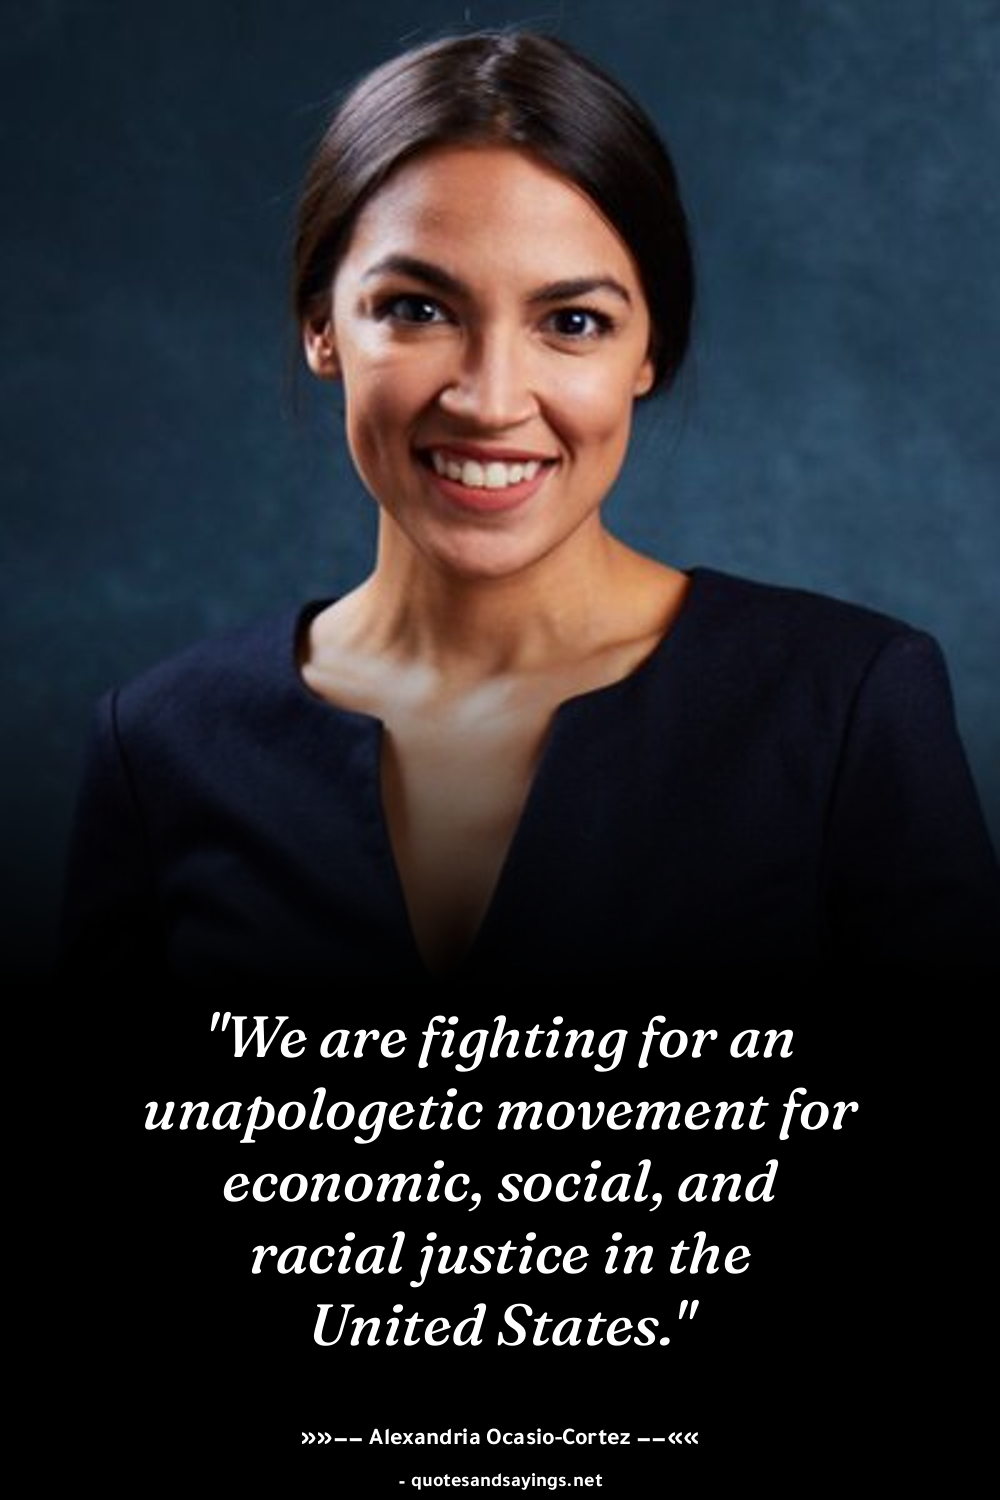 "We are fighting for an
unapologetic movement for
economic, social, and
racial justice in the
United States."
»»–– Alexandria Ocasio-Cortez ––««
- quotesandsayings.net